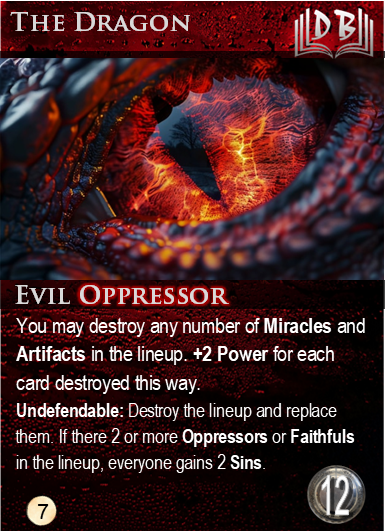 The Dragon
DB
Evil Oppressor
You may destroy any number of Miracles and
Artifacts in the lineup. +2 Power for each
card destroyed this way.
Undefendable: Destroy the lineup and replace
them. If there 2 or more Oppressors or Faithfuls
in the lineup, everyone gains 2 Sins.
7
12